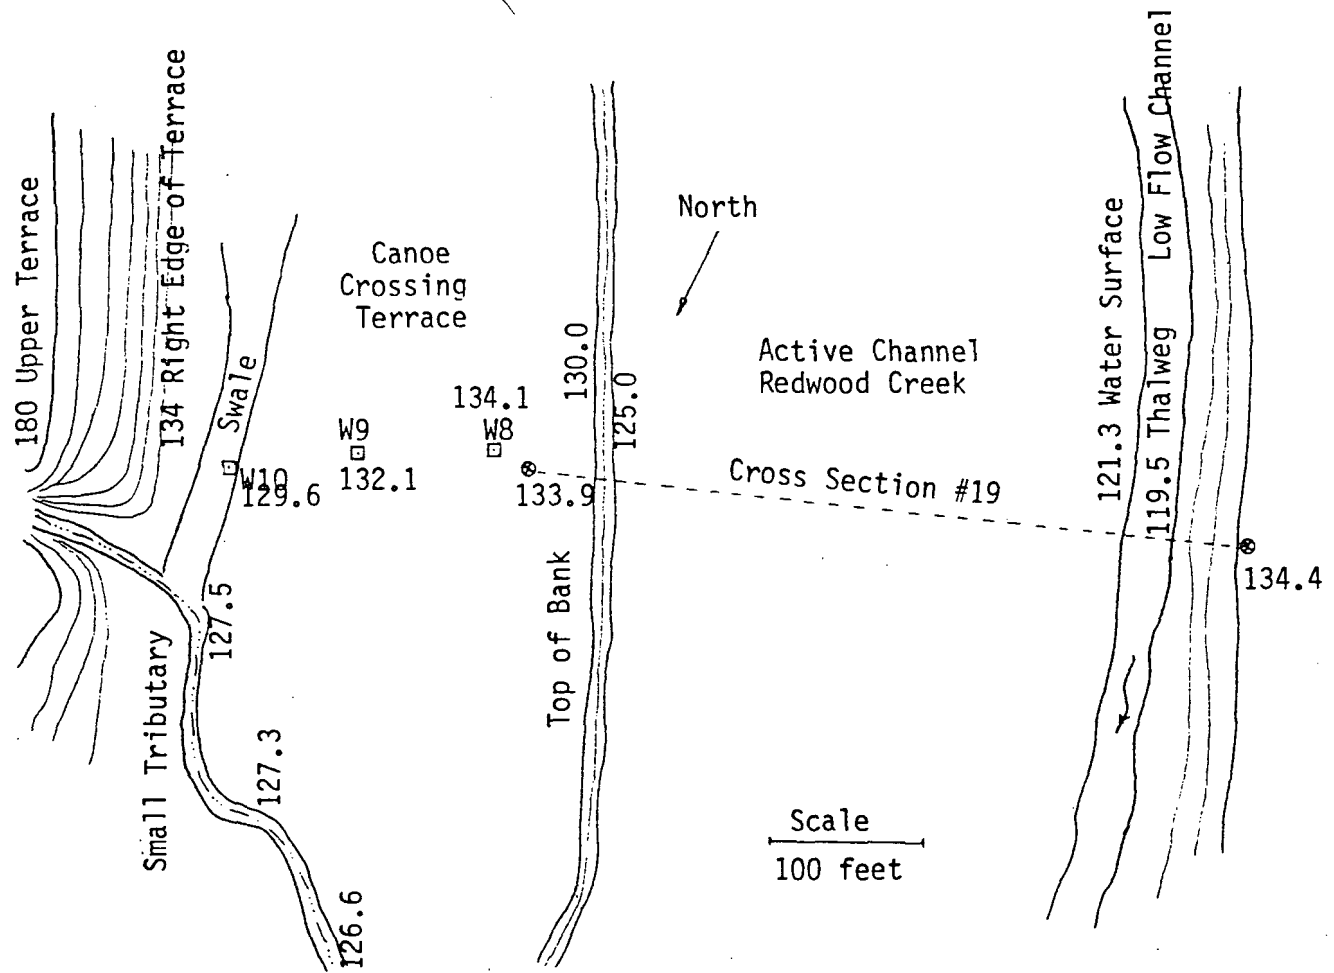 180 Upper Terrace
134 Right Edge of Terrace
Swale
Canoe
Crossing
Terrace
North
134.1
W8
W9
132.1
W10
129.6
133.9
130.0
125.0
Active Channel
Redwood Creek
Cross Section #19
121.3 Water Surface
119.5 Thalweg
Low Flow Channel
134.4
Top of Bank
127.5
Small Tributary
127.3
126.6
Scale
100 feet